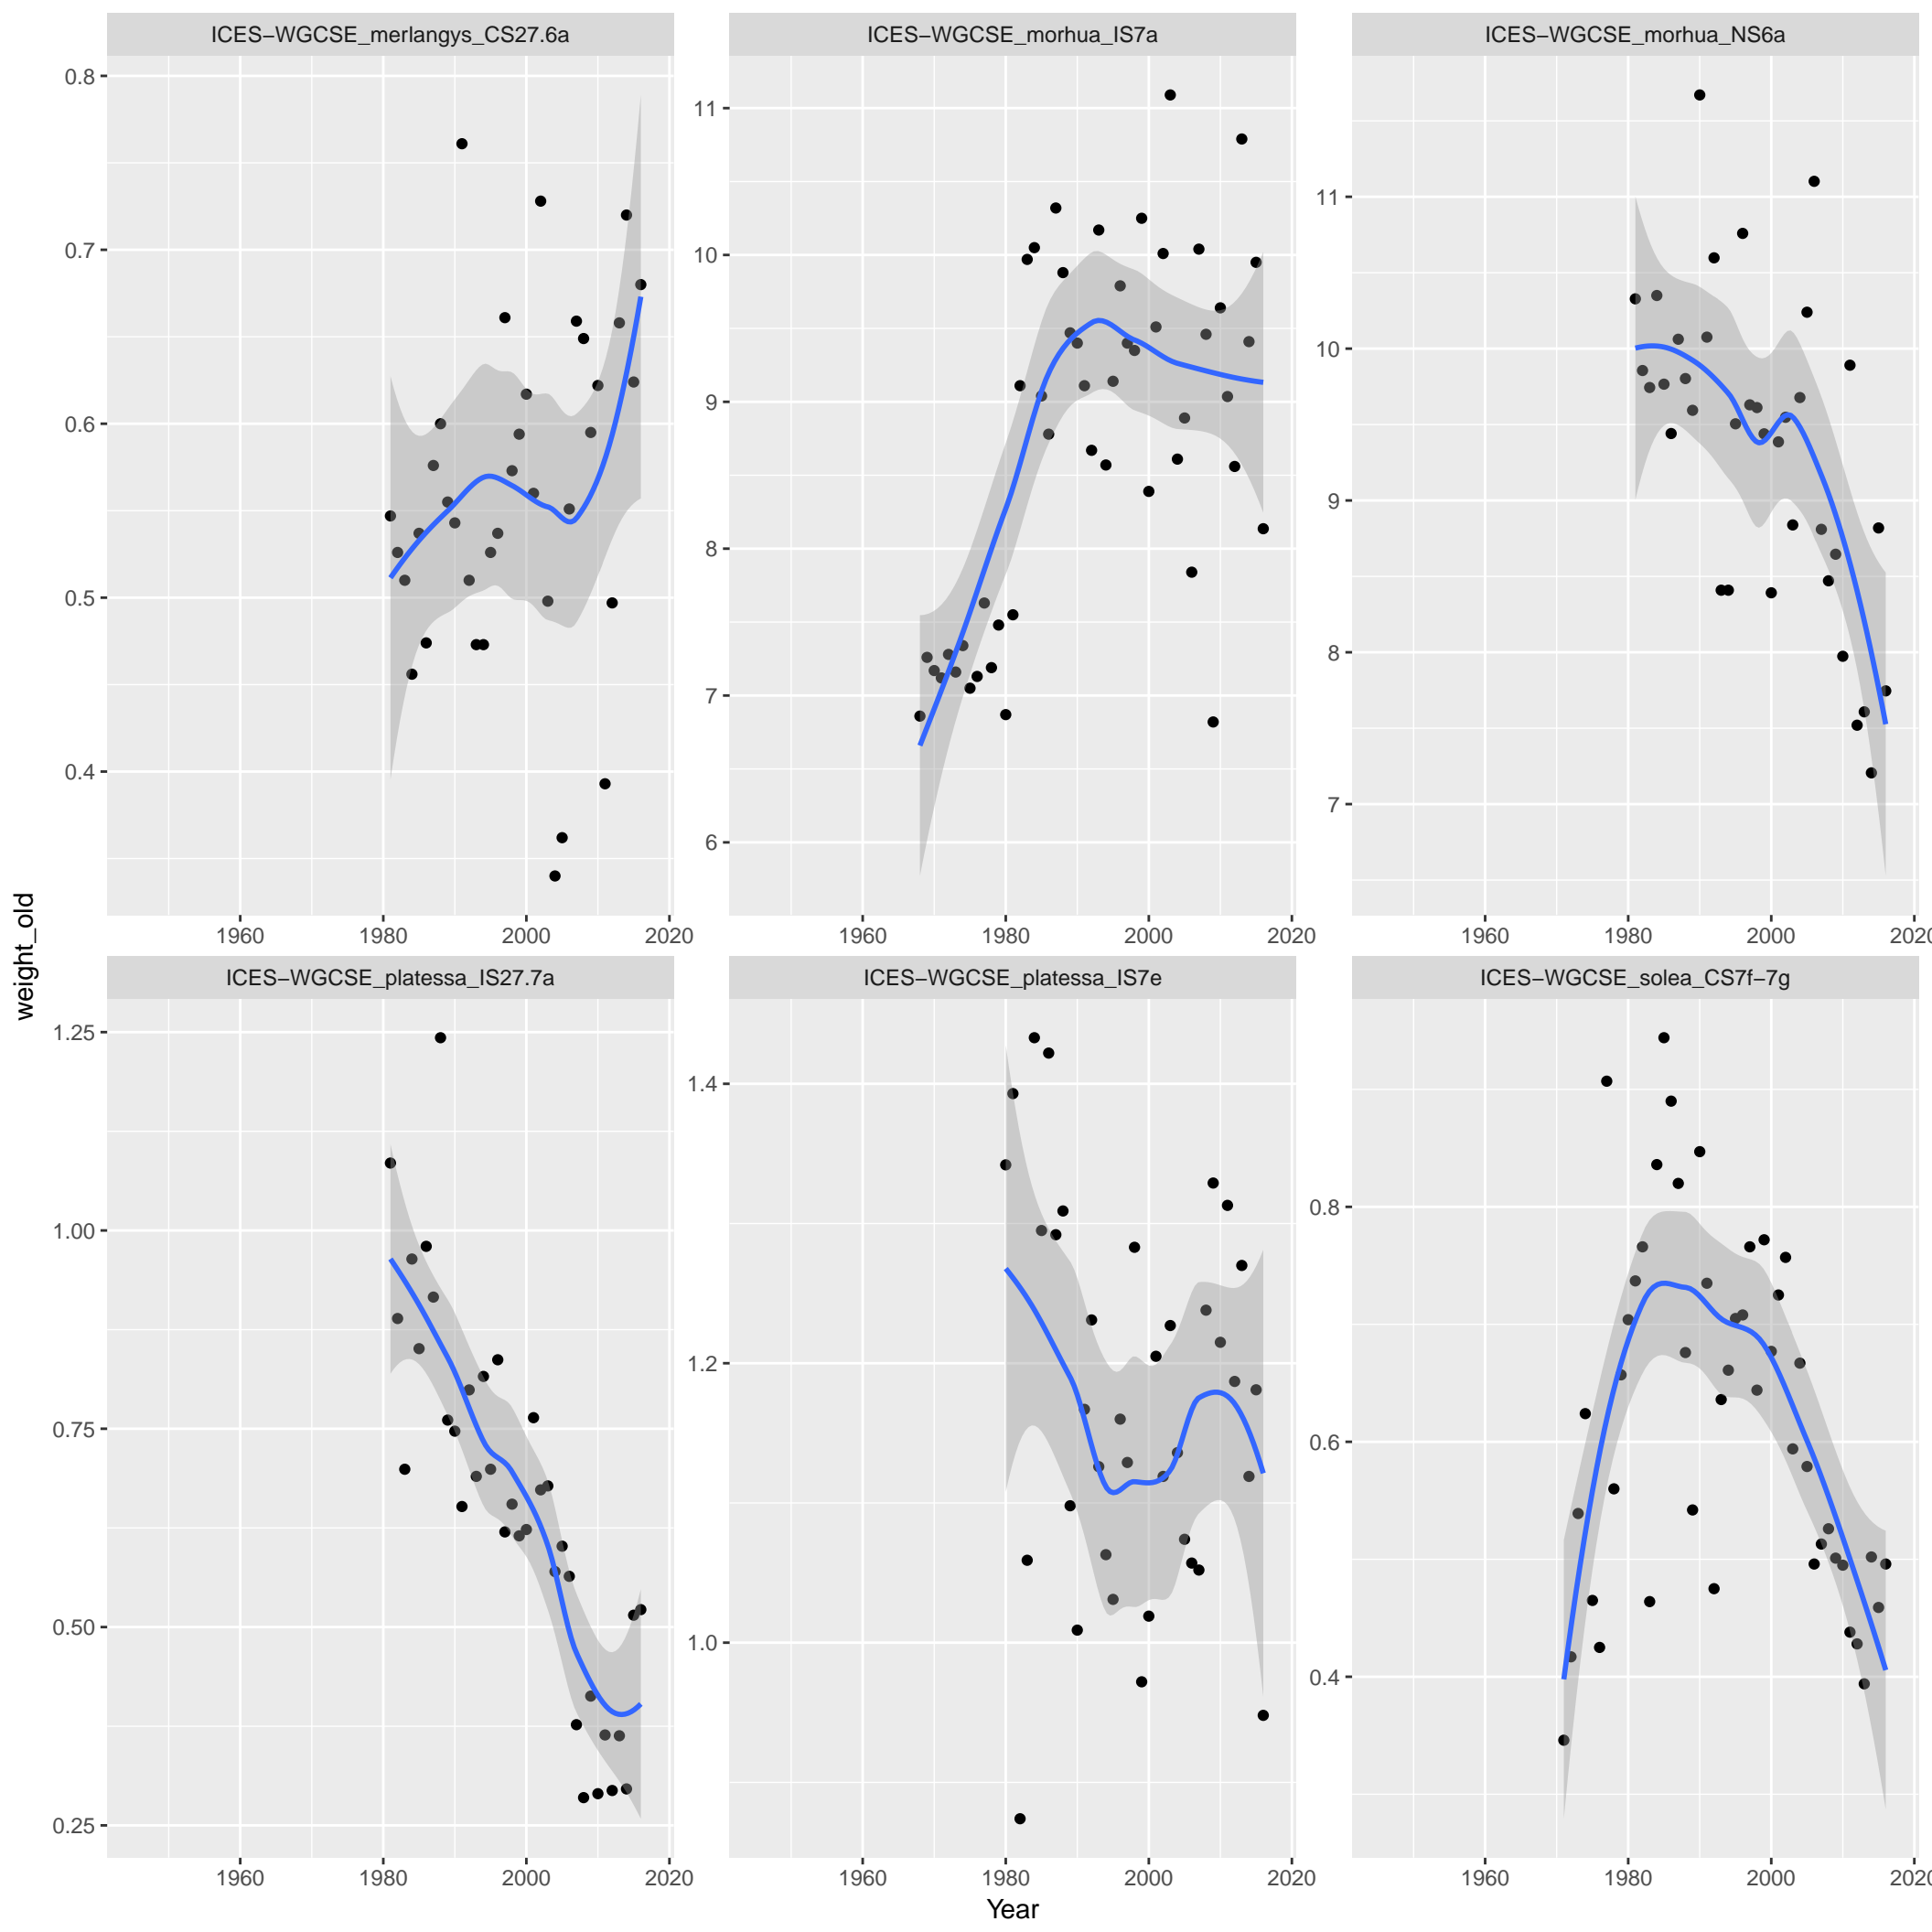 ICES−WGCSE_merlangys_CS27.6a
ICES−WGCSE_morhua_IS7a
ICES−WGCSE_morhua_NS6a
0.8
0.7
0.6
0.5
0.4
11
10
9
8
7
6
11
10
9
8
7
1960 1980 2000 2020
1960 1980 2000 2020
1960 1980 2000 2020
weight_old
ICES−WGCSE_platessa_IS27.7a
ICES−WGCSE_platessa_IS7e
ICES−WGCSE_solea_CS7f−7g
1.25
1.00
0.75
0.50
0.25
1.4
1.2
1.0
0.8
0.6
0.4
1960 1980 2000 2020
1960 1980 2000 2020
1960 1980 2000 2020
Year